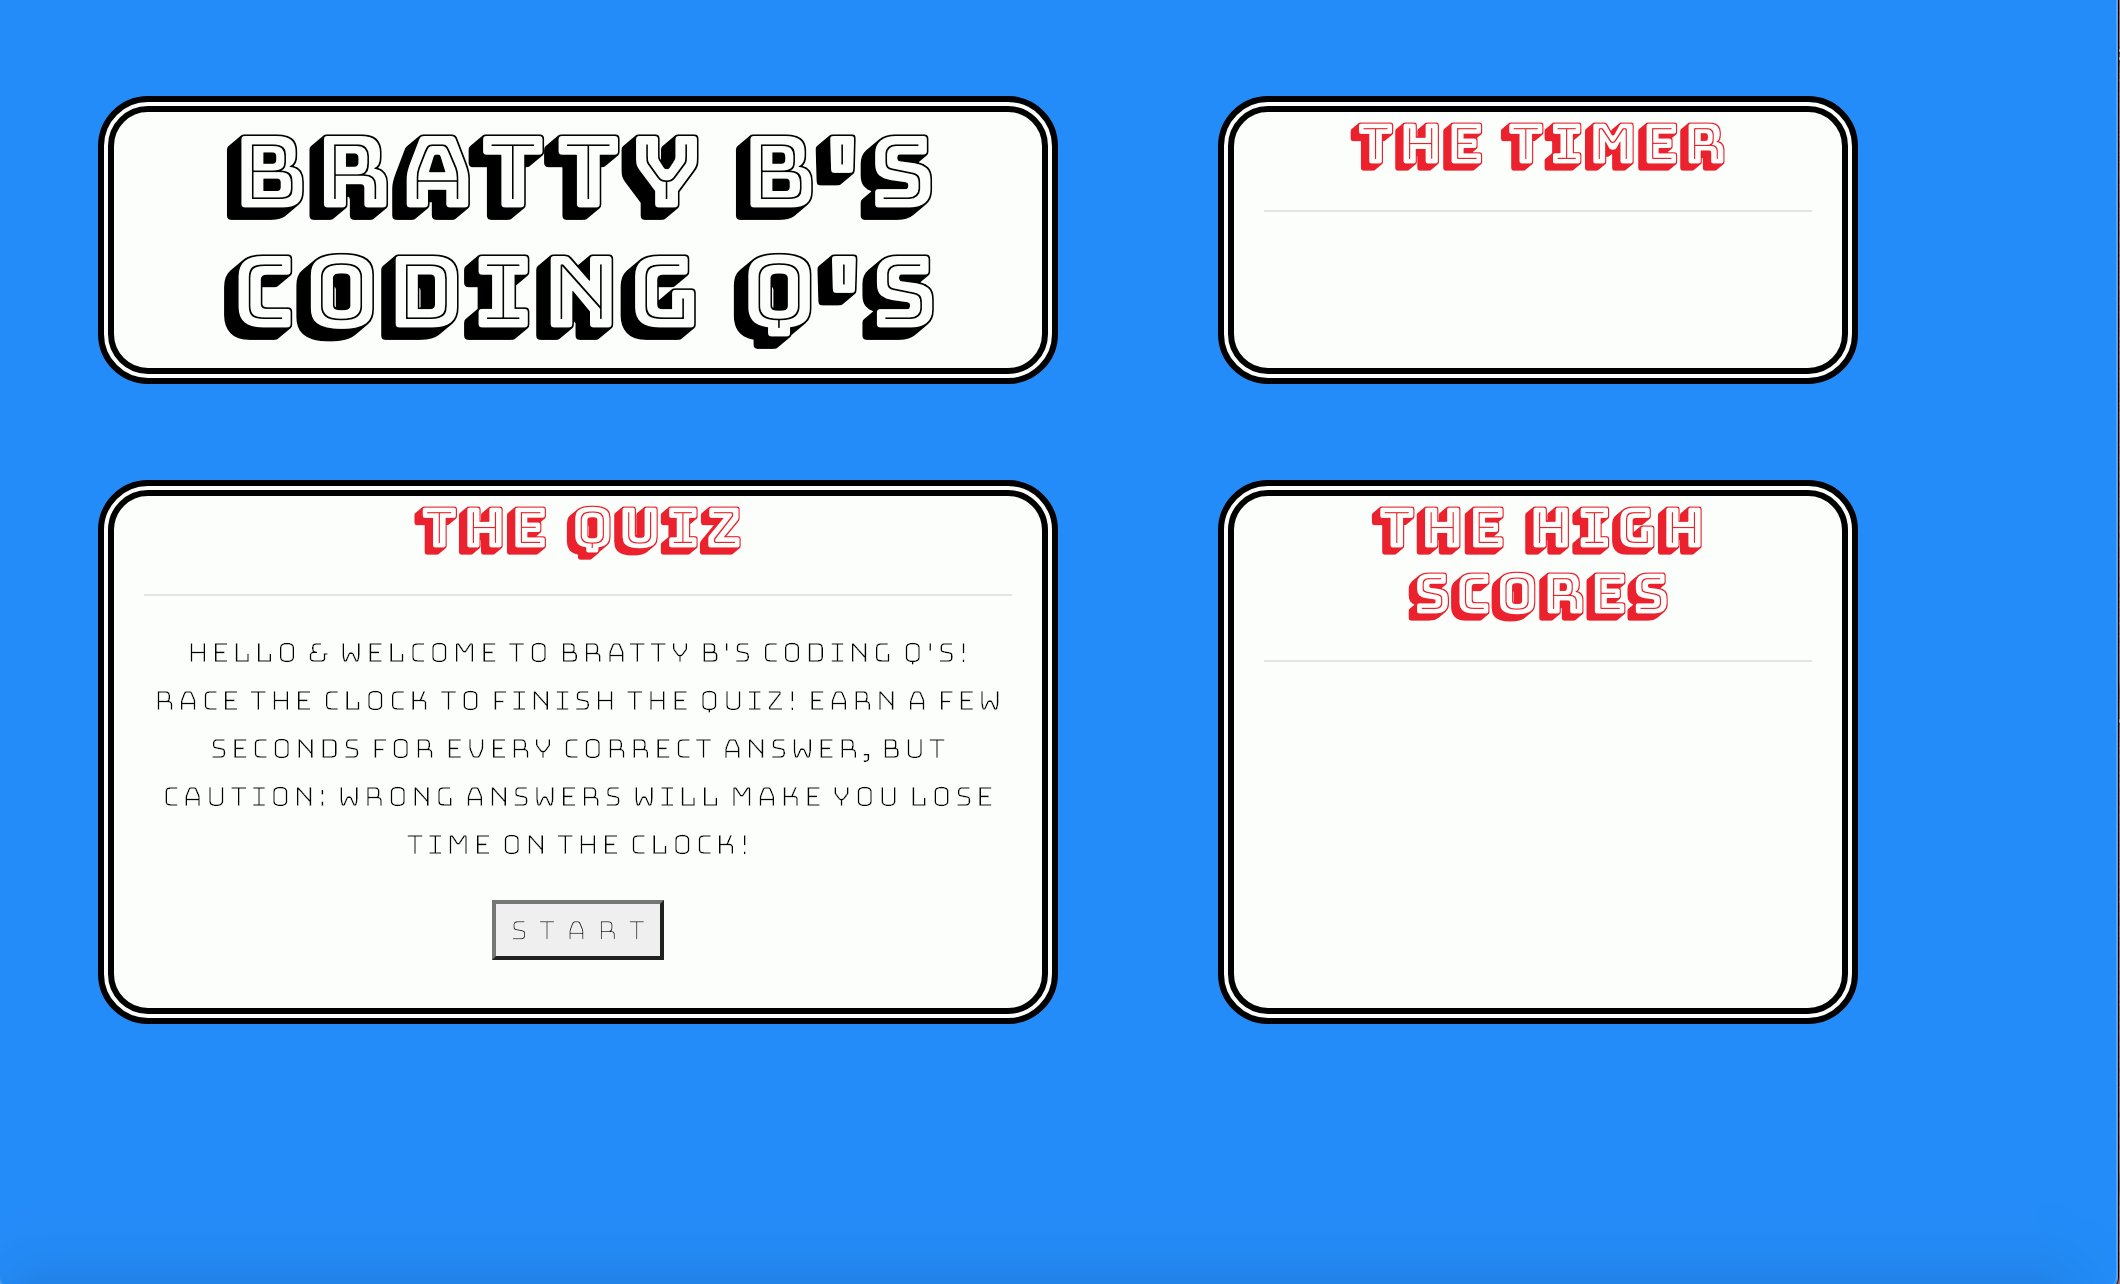 BRATTY B'S
CODING Q'S
THE TIMER
THE QUIZ
HELLO & WELCOME TO BRATTY B'S CODING Q'S!
RACE THE CLOCK TO FINISH THE QUIZ! EARN A FEW
SECONDS FOR EVERY CORRECT ANSWER, BUT
CAUTION: WRONG ANSWERS WILL MAKE YOU LOSE
TIME ON THE CLOCK!
START
THE HIGH
SCORES